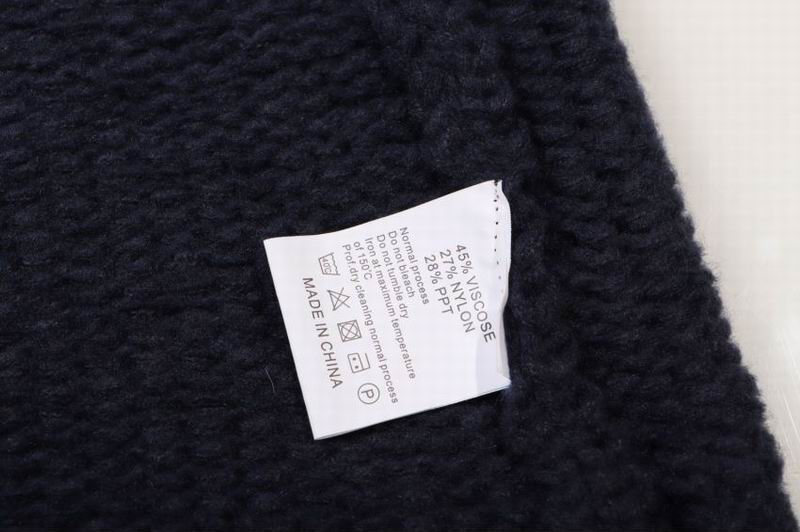 45% VISCOSE
27% NYLON
28% PPT
Normal process
Do not bleach
Do not tumble dry
Iron at maximum temperature
of 150°C
Prof.dry cleaning normal process
40C
P
MADE IN CHINA